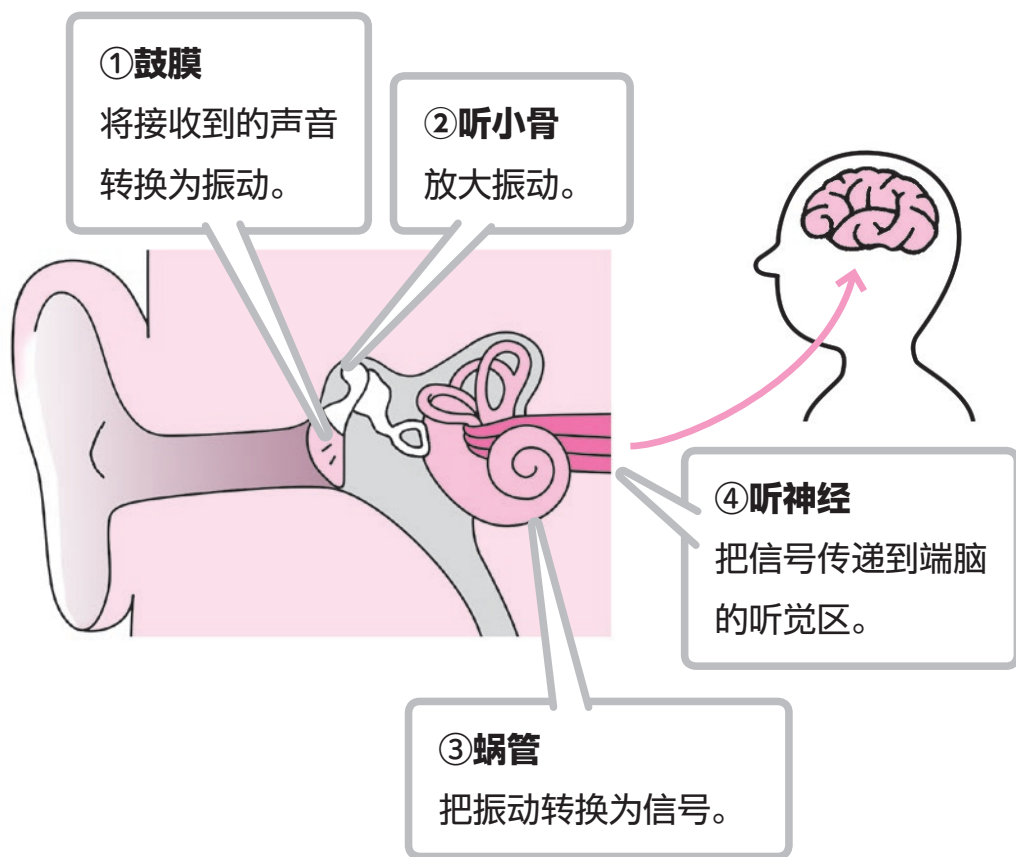 ①鼓膜
将接收到的声音
转换为振动。
②听小骨
放大振动。
④听神经
把信号传递到端脑
的听觉区。
③蜗管
把振动转换为信号。